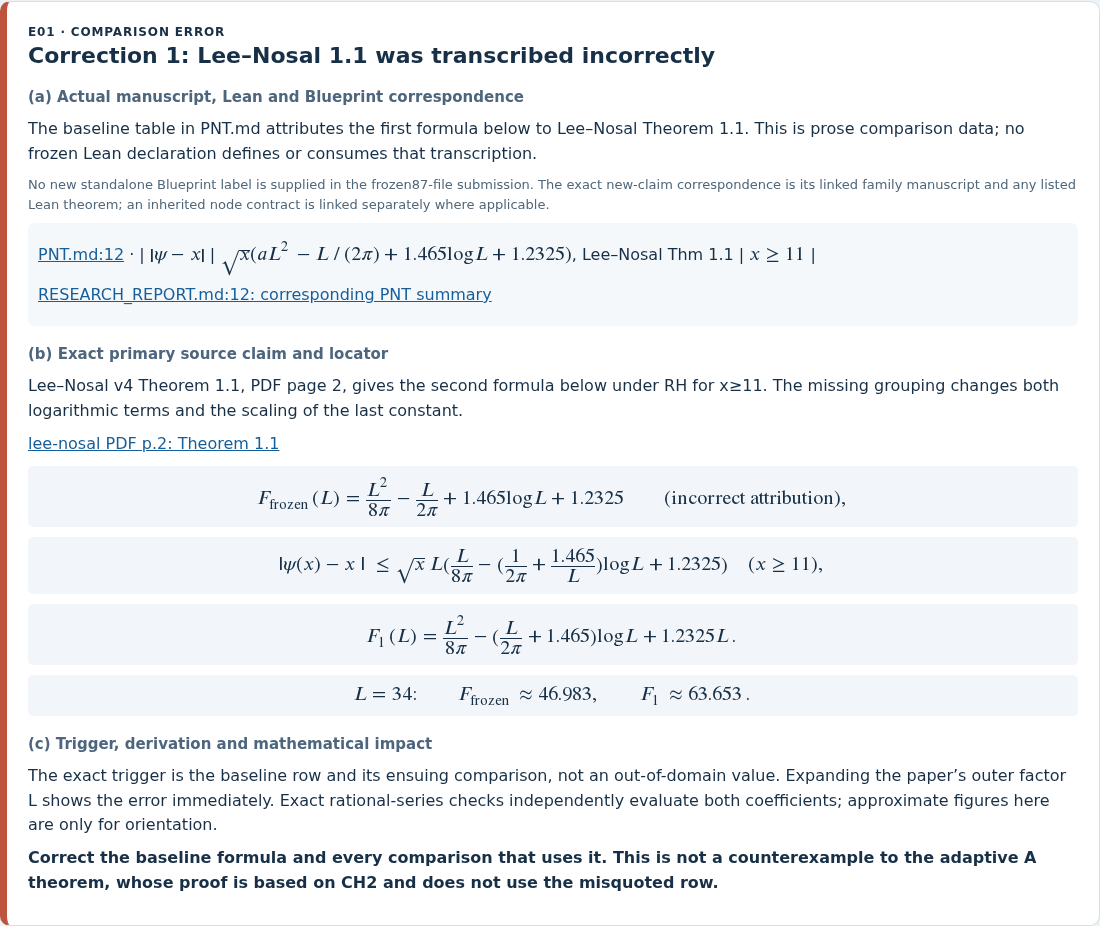 E01 · COMPARISON ERROR
Correction 1: Lee–Nosal 1.1 was transcribed incorrectly
(a) Actual manuscript, Lean and Blueprint correspondence
The baseline table in PNT.md attributes the first formula below to Lee–Nosal Theorem 1.1. This is prose comparison data; no
frozen Lean declaration defines or consumes that transcription.
No new standalone Blueprint label is supplied in the frozen87-file submission. The exact new-claim correspondence is its linked family manuscript and any listed
Lean theorem; an inherited node contract is linked separately where applicable.
PNT.md:12 · | |ψ − x| | √x(aL² − L / (2π) + 1.465logL + 1.2325), Lee–Nosal Thm 1.1 | x ≥ 11 |
RESEARCH_REPORT.md:12: corresponding PNT summary
(b) Exact primary source claim and locator
Lee–Nosal v4 Theorem 1.1, PDF page 2, gives the second formula below under RH for x≥11. The missing grouping changes both
logarithmic terms and the scaling of the last constant.
lee-nosal PDF p.2: Theorem 1.1
F_frozen (L) = L²/8π − L/2π + 1.465logL + 1.2325 (incorrect attribution),
|ψ(x) − x | ≤ √x L(L/8π − (1/2π + 1.465/L)logL + 1.2325) (x ≥ 11),
F₁ (L) = L²/8π − (L/2π + 1.465)logL + 1.2325L .
L = 34: F_frozen ≈ 46.983, F₁ ≈ 63.653 .
(c) Trigger, derivation and mathematical impact
The exact trigger is the baseline row and its ensuing comparison, not an out-of-domain value. Expanding the paper’s outer factor
L shows the error immediately. Exact rational-series checks independently evaluate both coefficients; approximate figures here
are only for orientation.
Correct the baseline formula and every comparison that uses it. This is not a counterexample to the adaptive A
theorem, whose proof is based on CH2 and does not use the misquoted row.